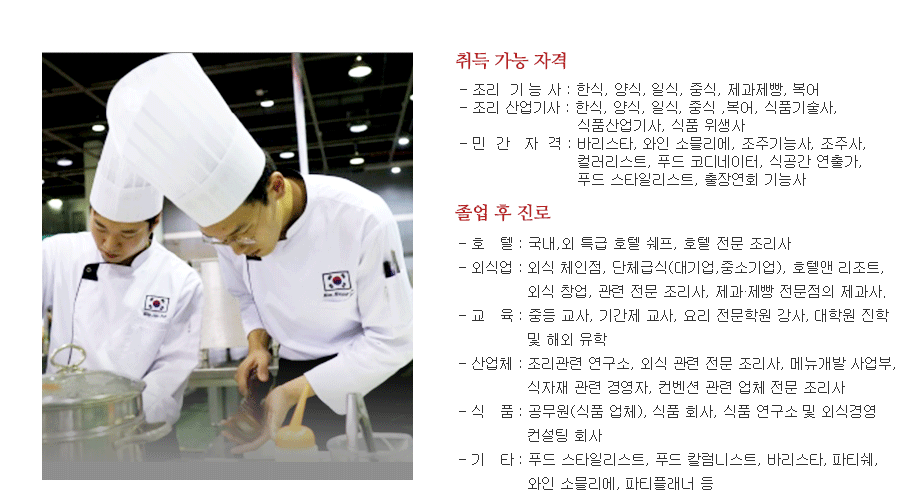 취득 가능 자격
- 조리 기능사 : 한식, 양식, 일식, 중식, 제과제빵, 복어
- 조리 산업기사 : 한식, 양식, 일식, 중식 ,복어, 식품기술사,
식품산업기사, 식품 위생사
- 민 간 자 격 : 바리스타, 와인 소믈리에, 조주기능사, 조주사,
컬러리스트, 푸드 코디네이터, 식공간 연출가,
푸드 스타일리스트, 출장연회 기능사
졸업 후 진로
- 호 텔 : 국내,외 특급 호텔 쉐프, 호텔 전문 조리사
- 외식업 : 외식 체인점, 단체급식(대기업,중소기업), 호텔앤 리조트,
외식 창업, 관련 전문 조리사, 제과·제빵 전문점의 제과사.
- 교 육 : 중등 교사, 기간제 교사, 요리 전문학원 강사, 대학원 진학
및 해외 유학
- 산업체 : 조리관련 연구소, 외식 관련 전문 조리사, 메뉴개발 사업부,
식자재 관련 경영자, 컨벤션 관련 업체 전문 조리사
- 식 품 : 공무원(식품 업체), 식품 회사, 식품 연구소 및 외식경영
컨설팅 회사
- 기 타 : 푸드 스타일리스트, 푸드 칼럼니스트, 바리스타, 파티쉐,
와인 소믈리에, 파티플래너 등